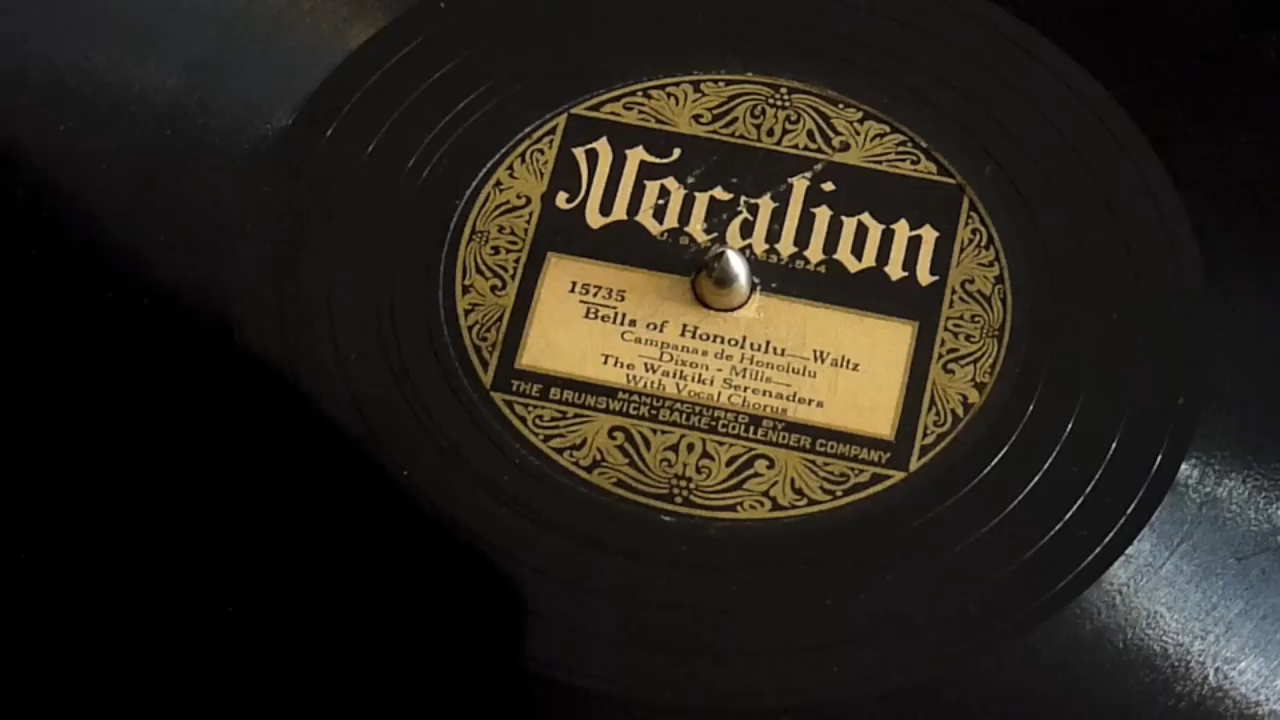 Vocalion
15735
Bells of Honolulu—Waltz
Campanas de Honolulu
—Dixon - Mills—
The Waikiki Serenaders
With Vocal Chorus
MANUFACTURED BY
THE BRUNSWICK-BALKE-COLLENDER COMPANY